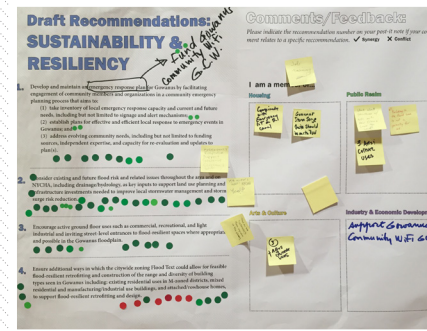 Draft Recommendations:
SUSTAINABILITY &
RESILIENCY
fund Gowanus
Community WiFi
G.C.W.
1.
Develop and maintain an emergency response plan for Gowanus by facilitating
engagement of community members and organizations in a community emergency
planning process that aims to:
(1) take inventory of local emergency response capacity and current and future
needs, including but not limited to signage and alert mechanisms
(2) establish plans for effective and efficient local response to emergency events in
Gowanus; and
(3) address evolving community needs, including but not limited to funding
sources, independent expertise, and capacity for re-evaluation and updates to
plan(s).
2.
Consider existing and future flood risk and related issues throughout the area
NYCHA, including drainage/hydrology, as key inputs to support land use planning and
infrastructure investments needed to improve local stormwater management and storm
surge risk reduction.
3.
Encourage active ground floor uses such as commercial, recreational, and light
industrial and inviting street-level entrances to flood-resilient spaces where appropriate
and possible in the Gowanus floodplain.
4.
Ensure additional ways in which the citywide zoning Flood Text could allow for feasible
flood-resilient retrofitting and construction of the range and diversity of building
types seen in Gowanus including: existing residential uses in M-zoned districts, mixed
residential and manufacturing/industrial use buildings, and attached/rowhouse homes,
to support flood-resilient retrofitting and design.
Comments/Feedback:
Please indicate the recommendation number on your post-it note if your
ment relates to a specific recommendation. ✓ Synergy ✗ Conflict
I am a
Housing
Public Realm
Arts & Culture
Industry & Economic
Support Gowanus
Community WiFi